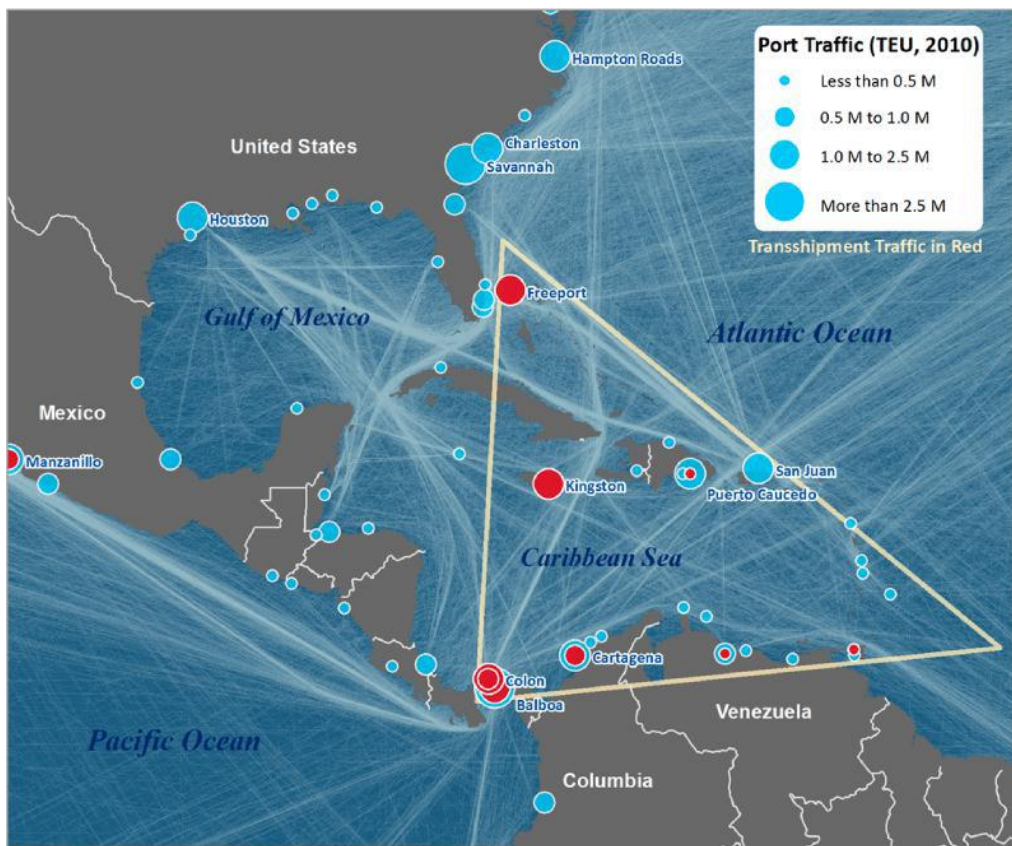 Port Traffic (TEU, 2010)
Less than 0.5 M
0.5 M to 1.0 M
1.0 M to 2.5 M
More than 2.5 M
Transshipment Traffic in Red
Hampton Roads
United States
Charleston
Savannah
Houston
Freeport
Gulf of Mexico
Atlantic Ocean
Mexico
Manzanillo
San Juan
Kingston
Puerto Caucedo
Caribbean Sea
Cartagena
Colon
Balboa
Venezuela
Pacific Ocean
Columbia